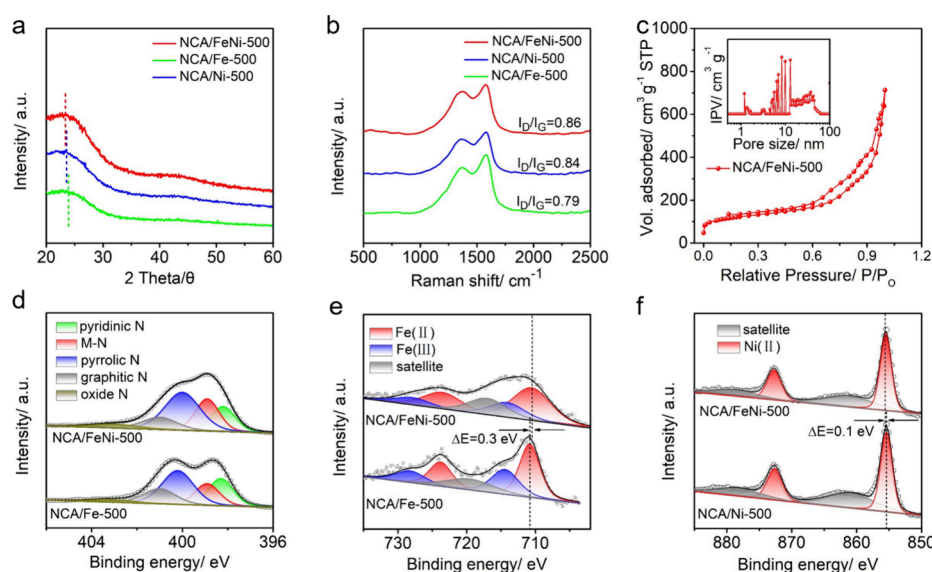 a
NCA/FeNi-500
NCA/Fe-500
NCA/Ni-500
Intensity/ a.u.
20 30 40 50 60
2 Theta/θ
b
NCA/FeNi-500
NCA/Ni-500
NCA/Fe-500
I_D/I_G=0.86
I_D/I_G=0.84
I_D/I_G=0.79
Intensity/ a.u.
500 1000 1500 2000 2500
Raman shift/ cm⁻¹
c
Vol. adsorbed/ cm³ g⁻¹ STP
1000
800
600
400
200
0
IPV/ cm³ g⁻¹
1 10 100
Pore size/ nm
NCA/FeNi-500
0.0 0.3 0.6 0.9 1.2
Relative Pressure/ P/P_O
d
pyridinic N
M-N
pyrrolic N
graphitic N
oxide N
NCA/FeNi-500
NCA/Fe-500
Intensity/ a.u.
404 400 396
Binding energy/ eV
e
Fe(Ⅱ)
Fe(Ⅲ)
satellite
NCA/FeNi-500
ΔE=0.3 eV
NCA/Fe-500
Intensity/ a.u.
730 720 710
Binding energy/ eV
f
satellite
Ni(Ⅱ)
NCA/FeNi-500
ΔE=0.1 eV
NCA/Ni-500
Intensity/ a.u.
880 870 860 850
Binding energy/ eV